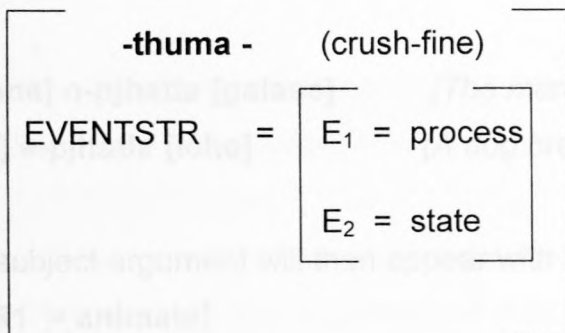 -thuma - (crush-fine)
EVENTSTR = E₁ = process
E₂ = state